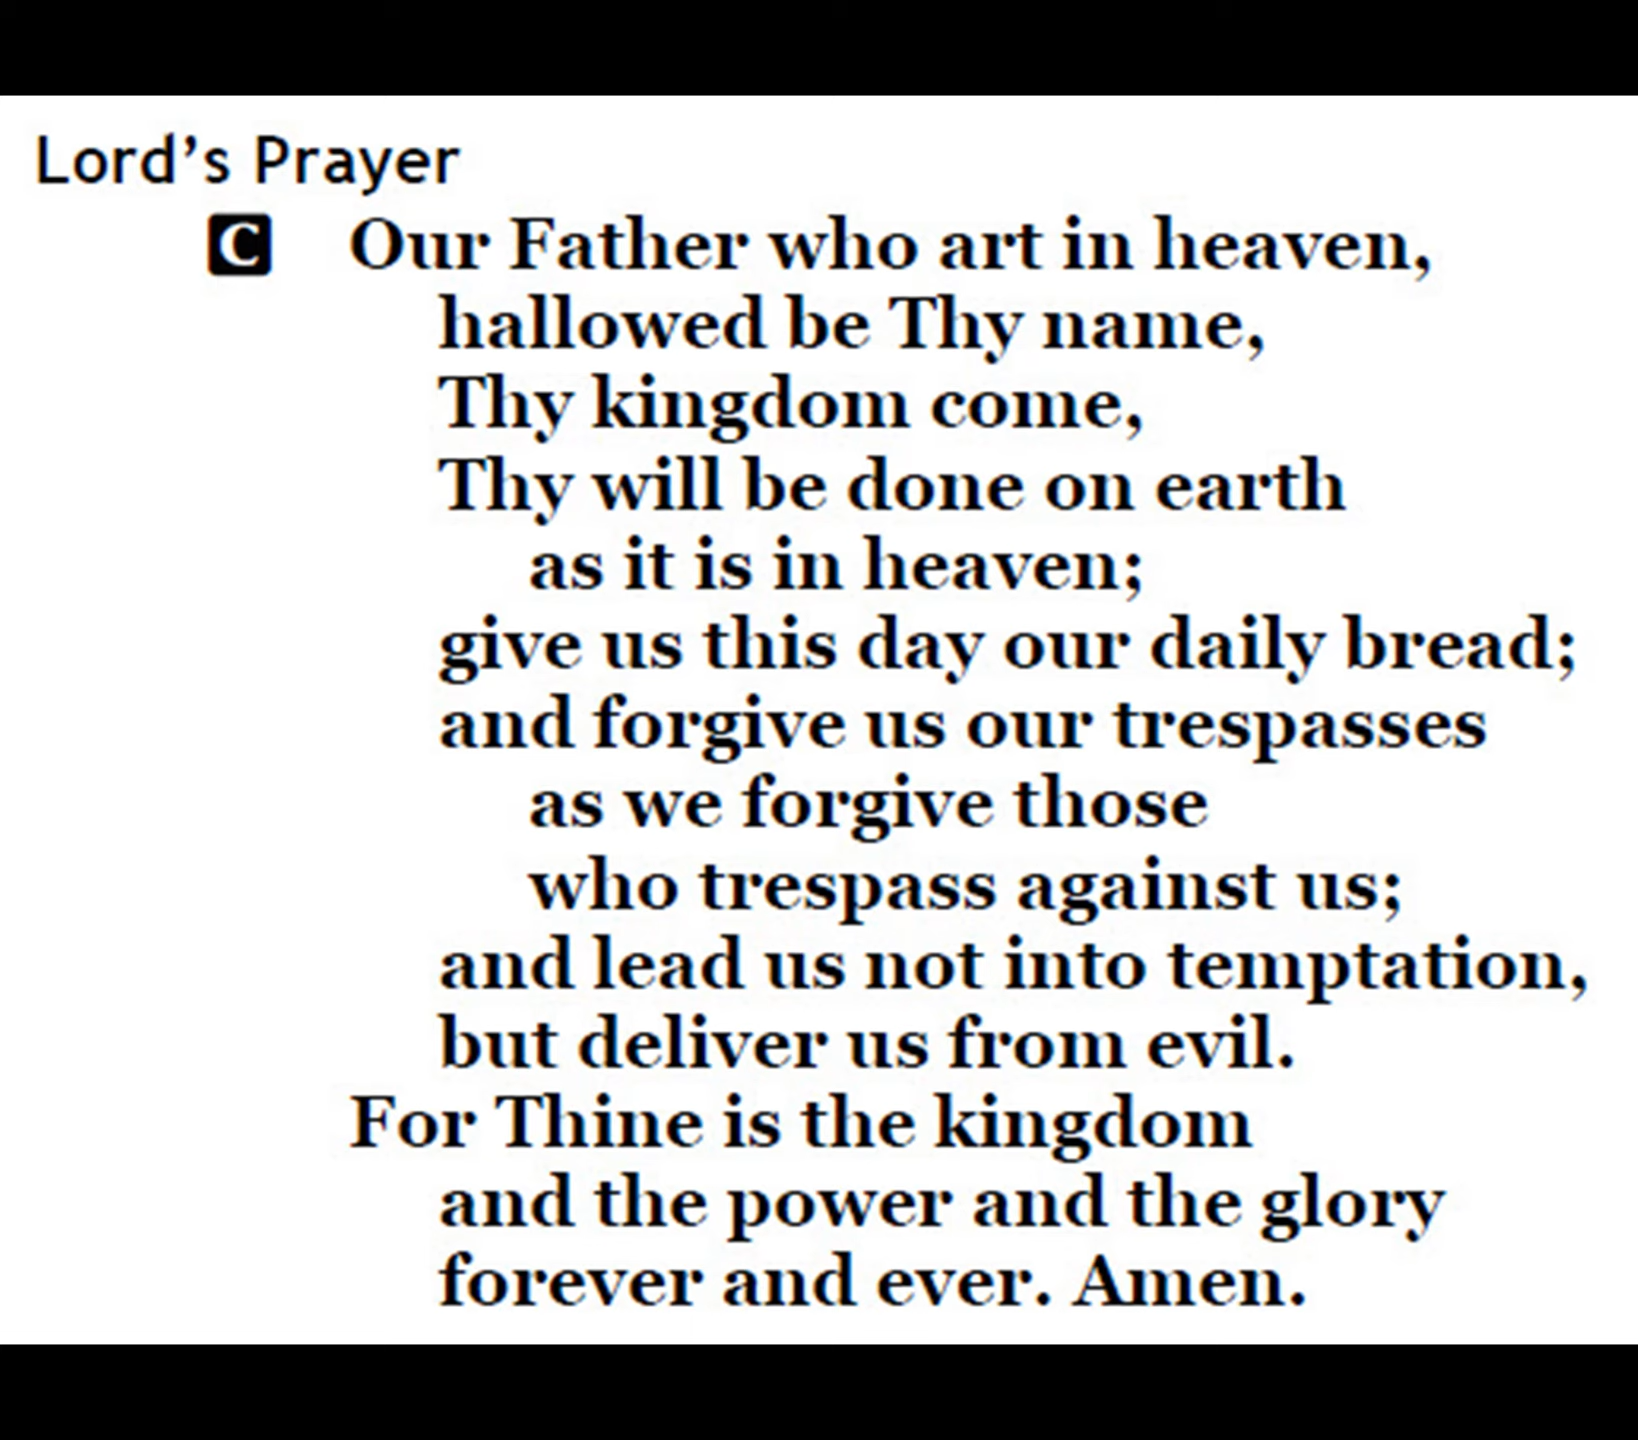 Lord’s Prayer
C Our Father who art in heaven,
hallowed be Thy name,
Thy kingdom come,
Thy will be done on earth
as it is in heaven;
give us this day our daily bread;
and forgive us our trespasses
as we forgive those
who trespass against us;
and lead us not into temptation,
but deliver us from evil.
For Thine is the kingdom
and the power and the glory
forever and ever. Amen.